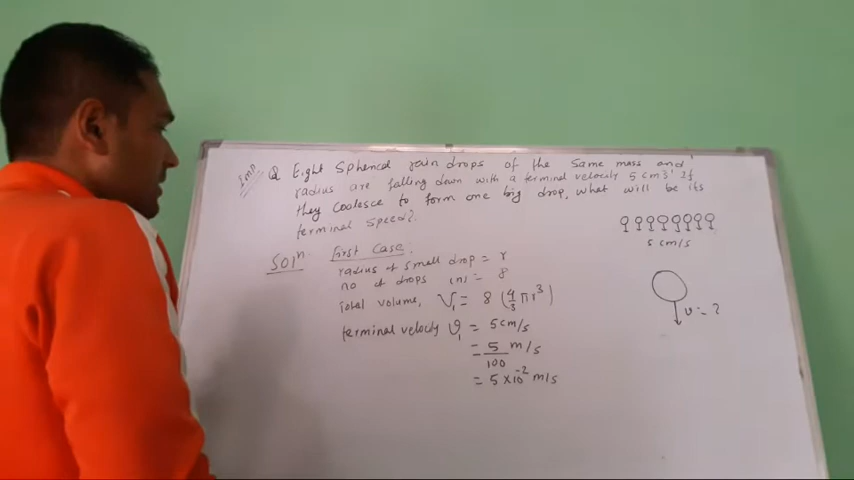 Imp Q Eight Spherical rain drops of the Same mass and
radius are falling down with a terminal velocity 5 cms⁻¹ If
they Coalesce to form one big drop, what will be its
terminal speed?
5 cm/s
Solⁿ First Case:
radius of small drop = r
no of drops (n) = 8
Total volume, V₁ = 8 (4/3 πr³)
v = ?
terminal velocity v₁ = 5 cm/s
= 5/100 m/s
= 5 × 10⁻² m/s